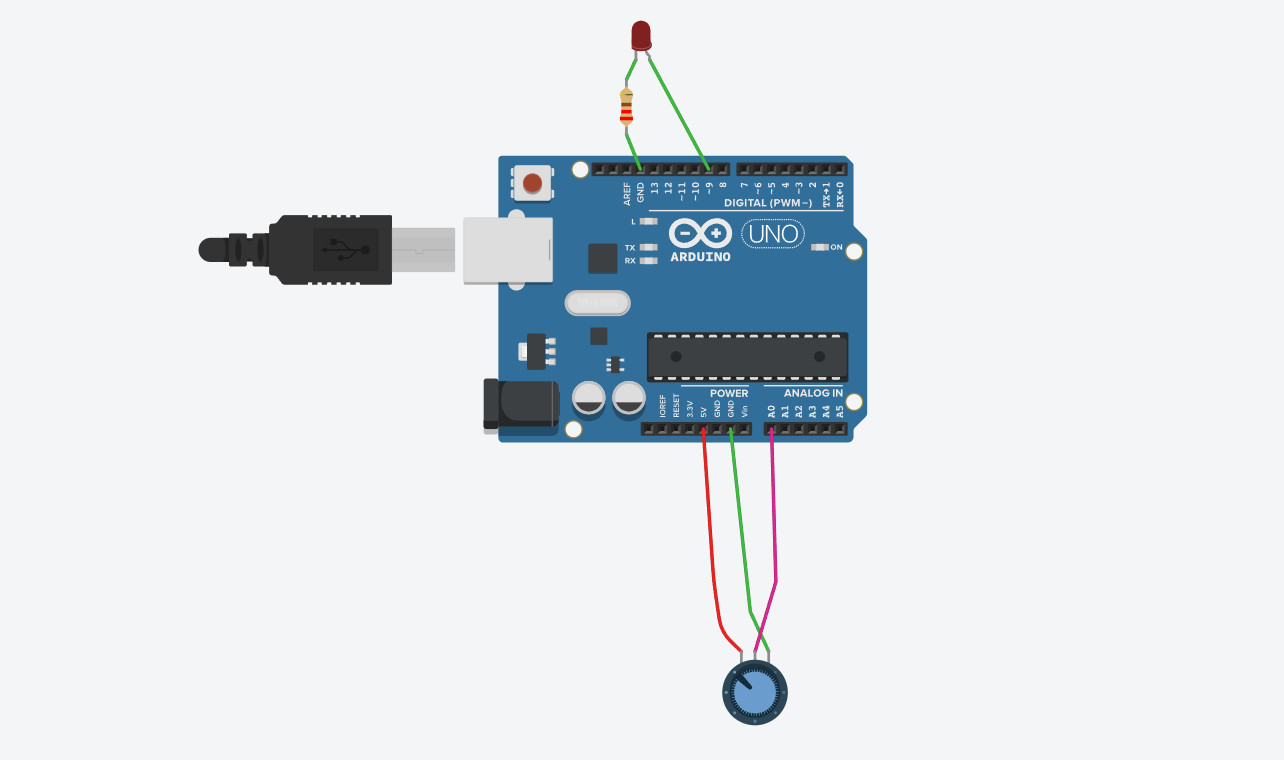 AREF
GND
13
12
~11
~10
~9
8
7
~6
~5
4
~3
2
TX→1
RX←0
DIGITAL (PWM~)
L
TX
RX
ARDUINO
UNO
ON
POWER
ANALOG IN
IOREF
RESET
3.3V
5V
GND
GND
Vin
A0
A1
A2
A3
A4
A5